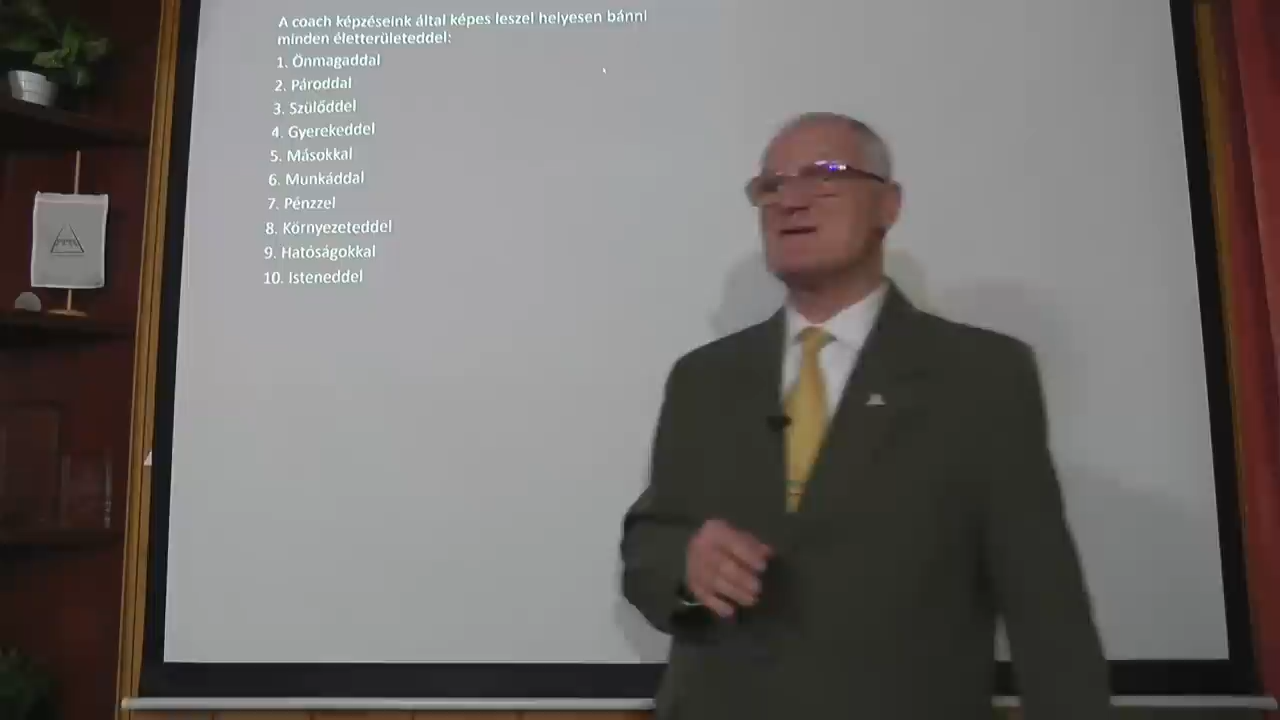 A coach képzéseink által képes leszel helyesen bánni
minden életterületeddel:
1. Önmagaddal
2. Pároddal
3. Szülőddel
4. Gyerekeddel
5. Másokkal
6. Munkáddal
7. Pénzzel
8. Környezeteddel
9. Hatóságokkal
10. Isteneddel